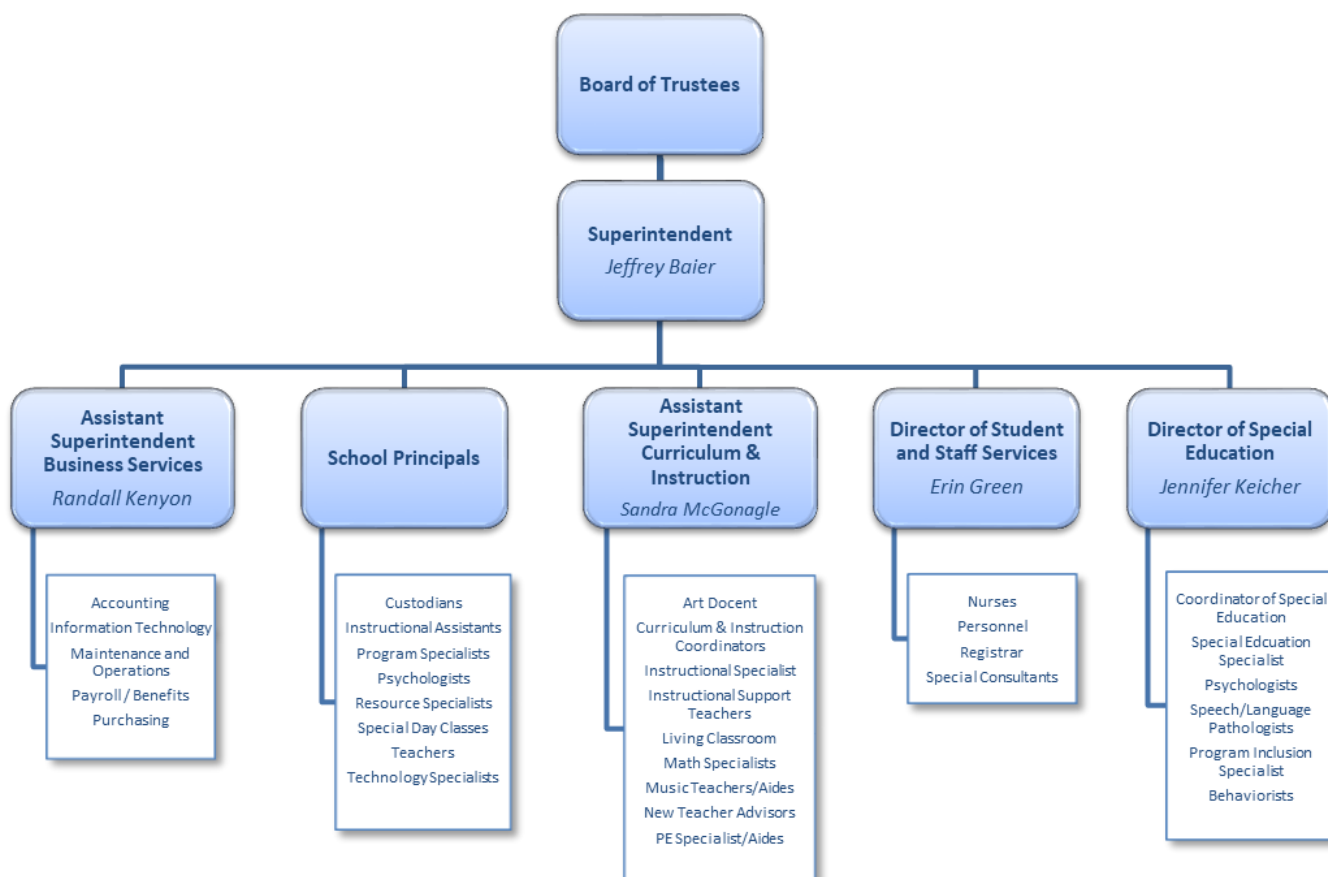 Board of Trustees
Superintendent
Jeffrey Baier
Assistant
Superintendent
Business Services
Randall Kenyon
School Principals
Assistant
Superintendent
Curriculum &
Instruction
Sandra McGonagle
Director of Student
and Staff Services
Erin Green
Director of Special
Education
Jennifer Keicher
Accounting
Information Technology
Maintenance and
Operations
Payroll / Benefits
Purchasing
Custodians
Instructional Assistants
Program Specialists
Psychologists
Resource Specialists
Special Day Classes
Teachers
Technology Specialists
Art Docent
Curriculum & Instruction
Coordinators
Instructional Specialist
Instructional Support
Teachers
Living Classroom
Math Specialists
Music Teachers/Aides
New Teacher Advisors
PE Specialist/Aides
Nurses
Personnel
Registrar
Special Consultants
Coordinator of Special
Education
Special Edcuation
Specialist
Psychologists
Speech/Language
Pathologists
Program Inclusion
Specialist
Behaviorists